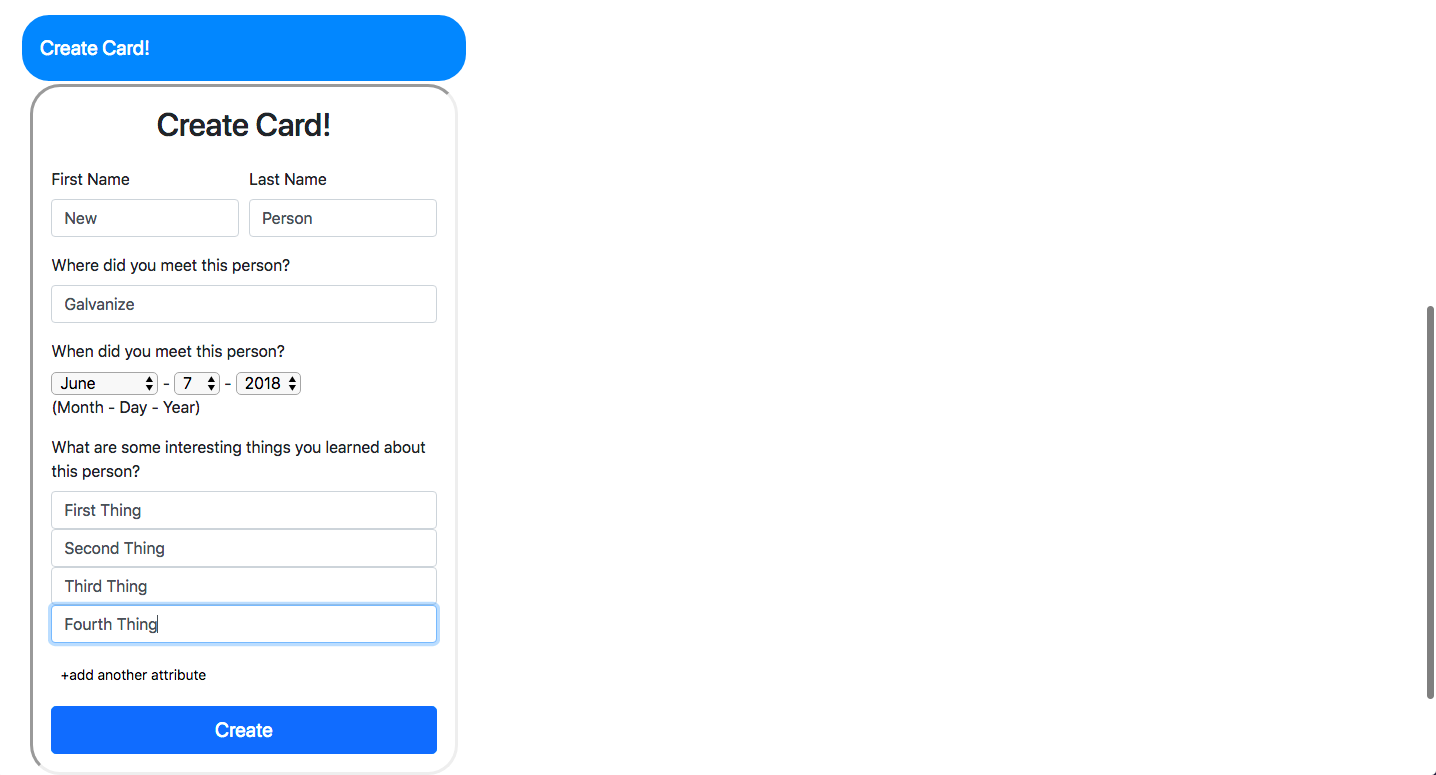 Create Card!
Create Card!
First Name Last Name
New Person
Where did you meet this person?
Galvanize
When did you meet this person?
June - 7 - 2018
(Month - Day - Year)
What are some interesting things you learned about
this person?
First Thing
Second Thing
Third Thing
Fourth Thing
+add another attribute
Create